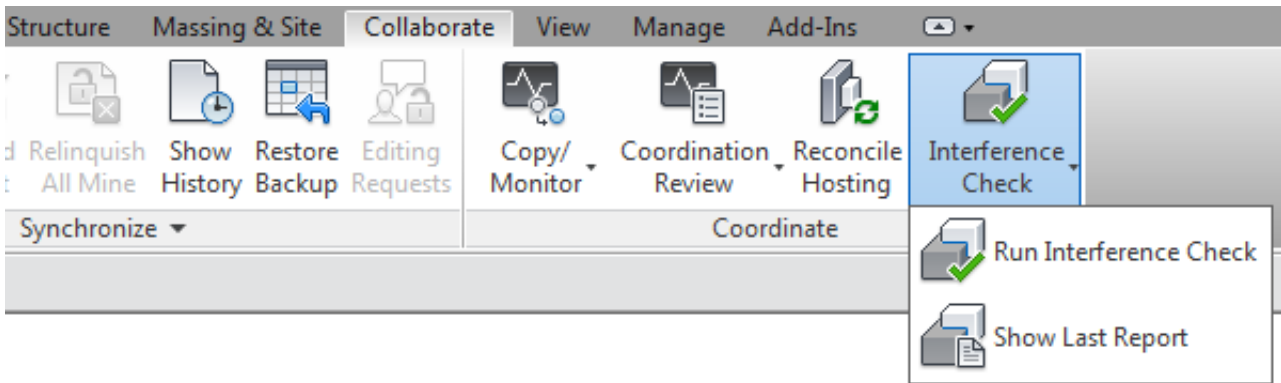 Structure Massing & Site Collaborate View Manage Add-Ins
Relinquish All Mine
Show History
Restore Backup
Editing Requests
Copy/ Monitor
Coordination Review
Reconcile Hosting
Interference Check
Synchronize
Coordinate
Run Interference Check
Show Last Report